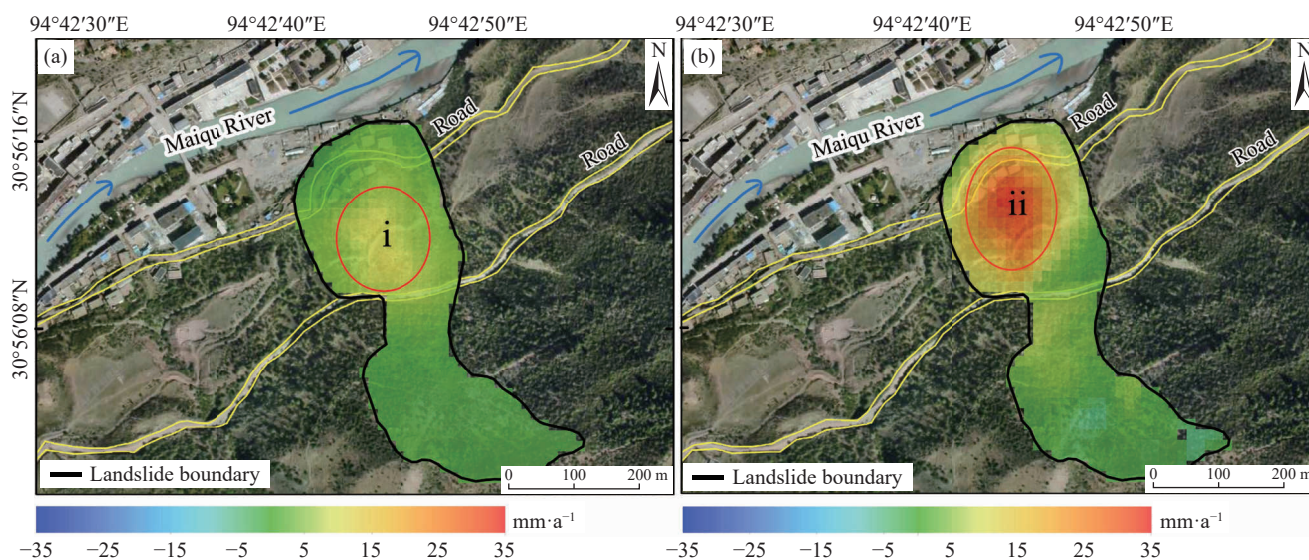 94°42′30″E 94°42′40″E 94°42′50″E 94°42′30″E 94°42′40″E 94°42′50″E
(a) N (b) N
30°56′16″N
30°56′08″N
Maiqu River
Road
Road
i
Maiqu River
Road
Road
ii
Landslide boundary 0 100 200 m
Landslide boundary 0 100 200 m
mm·a⁻¹ mm·a⁻¹
−35 −25 −15 −5 5 15 25 35 −35 −25 −15 −5 5 15 25 35